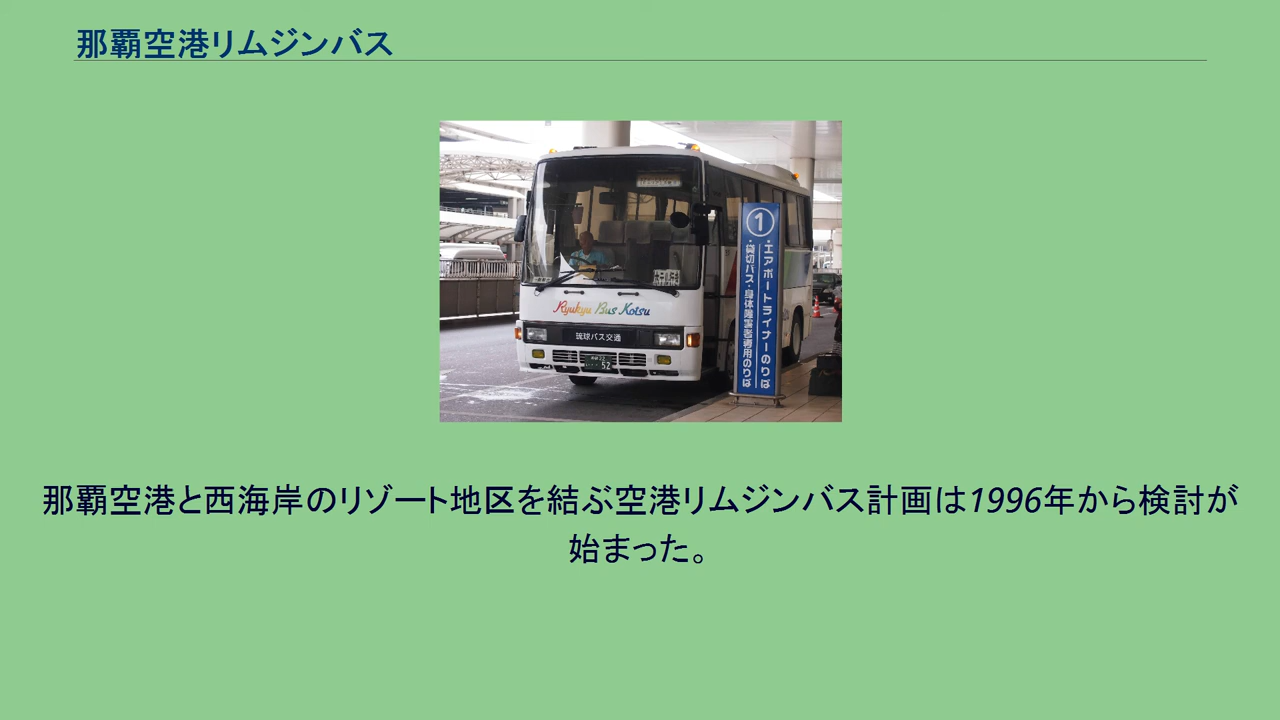 那覇空港リムジンバス
①
・エアポートライナーのりば
・貸切バス・身体障害者専用のりば
Ryukyu Bus Kotsu
琉球バス交通
52
那覇空港と西海岸のリゾート地区を結ぶ空港リムジンバス計画は1996年から検討が
始まった。